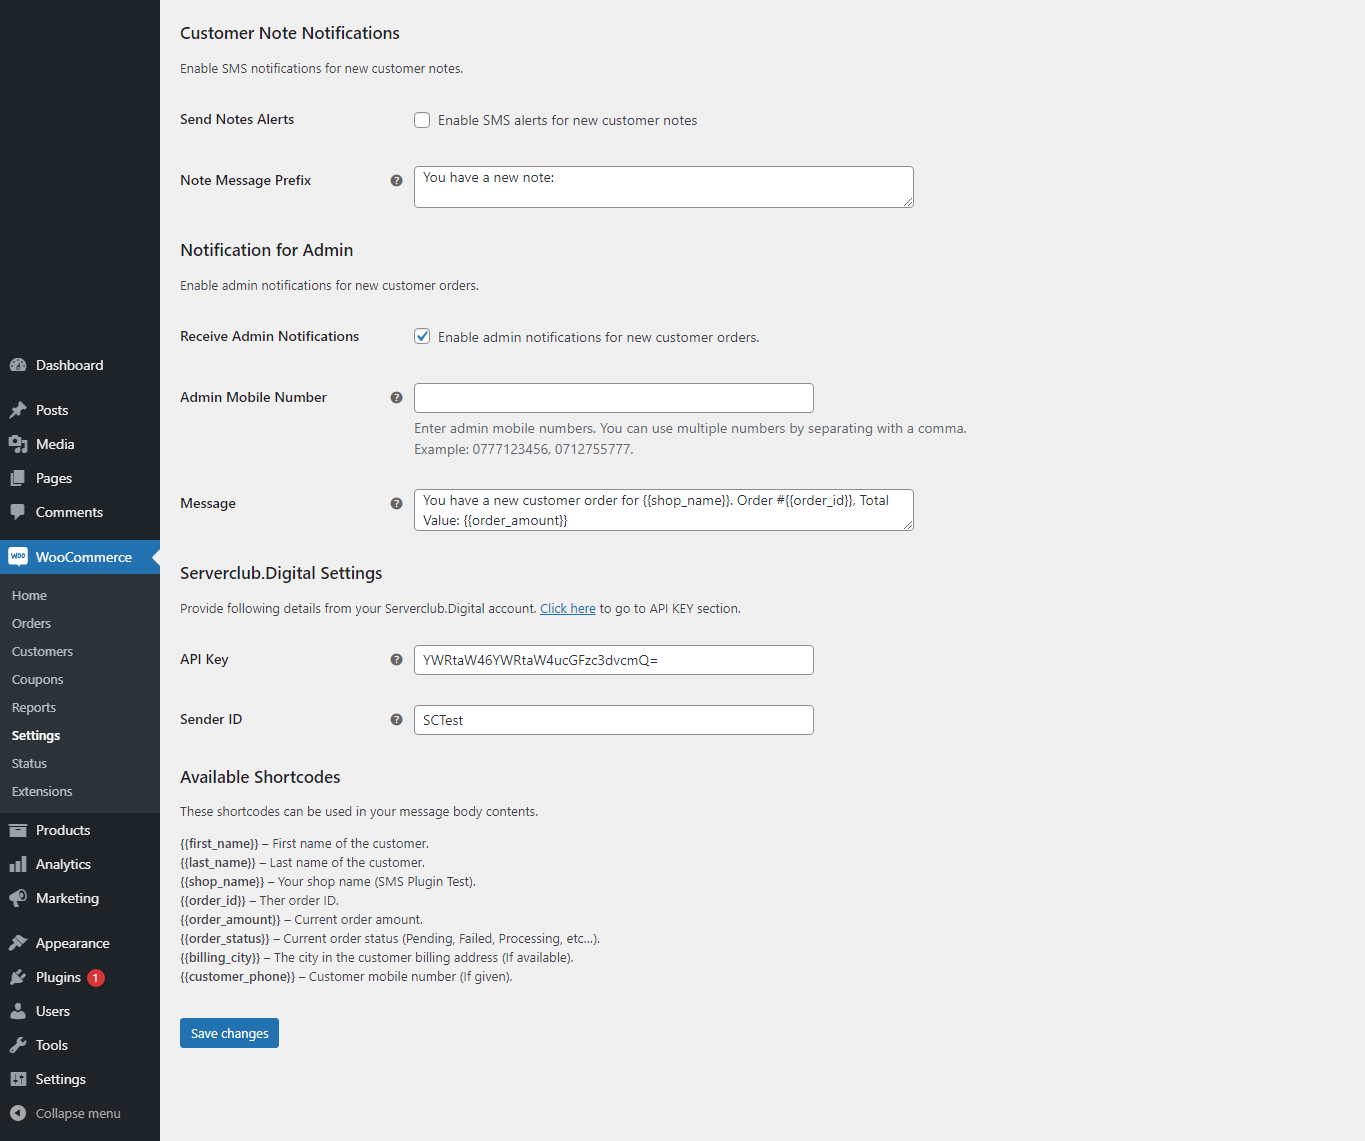 Dashboard
Posts
Media
Pages
Comments
WooCommerce
Home
Orders
Customers
Coupons
Reports
Settings
Status
Extensions
Products
Analytics
Marketing
Appearance
Plugins 1
Users
Tools
Settings
Collapse menu
Customer Note Notifications
Enable SMS notifications for new customer notes.
Send Notes Alerts
Enable SMS alerts for new customer notes
Note Message Prefix
You have a new note:
Notification for Admin
Enable admin notifications for new customer orders.
Receive Admin Notifications
Enable admin notifications for new customer orders.
Admin Mobile Number
Enter admin mobile numbers. You can use multiple numbers by separating with a comma.
Example: 0777123456, 0712755777.
Message
You have a new customer order for {{shop_name}}. Order #{{order_id}}, Total
Value: {{order_amount}}
Serverclub.Digital Settings
Provide following details from your Serverclub.Digital account. Click here to go to API KEY section.
API Key
YWRtaW46YWRtaW4ucGFzc3dvcmQ=
Sender ID
SCTest
Available Shortcodes
These shortcodes can be used in your message body contents.
{{first_name}} – First name of the customer.
{{last_name}} – Last name of the customer.
{{shop_name}} – Your shop name (SMS Plugin Test).
{{order_id}} – Ther order ID.
{{order_amount}} – Current order amount.
{{order_status}} – Current order status (Pending, Failed, Processing, etc...).
{{billing_city}} – The city in the customer billing address (If available).
{{customer_phone}} – Customer mobile number (If given).
Save changes